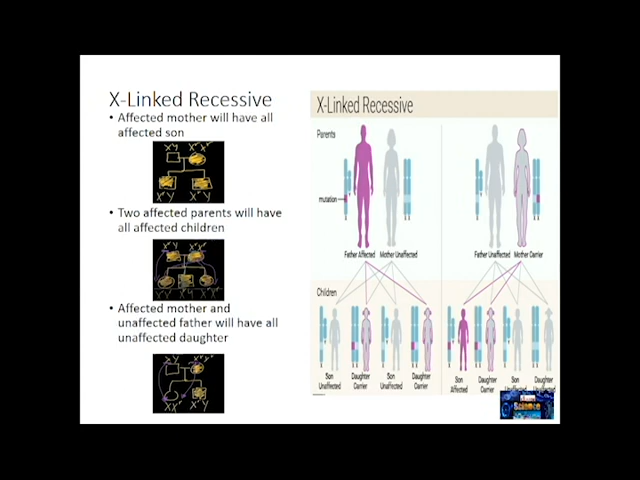 X-Linked Recessive
• Affected mother will have all
affected son
• Two affected parents will have
all affected children
• Affected mother and
unaffected father will have all
unaffected daughter
X-Linked Recessive
Parents
mutation
Father Affected
Mother Unaffected
Father Unaffected
Mother Carrier
Children
Son
Unaffected
Daughter
Carrier
Son
Unaffected
Daughter
Carrier
Son
Affected
Daughter
Carrier
Son
Daughter
Science